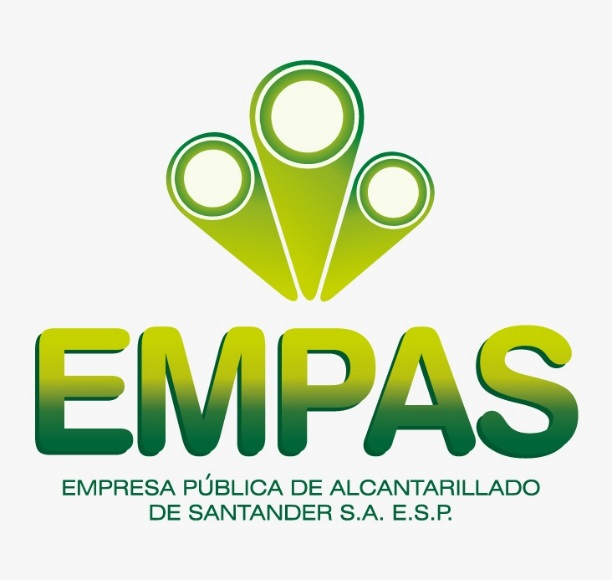 EMPAS
EMPRESA PÚBLICA DE ALCANTARILLADO
DE SANTANDER S.A. E.S.P.